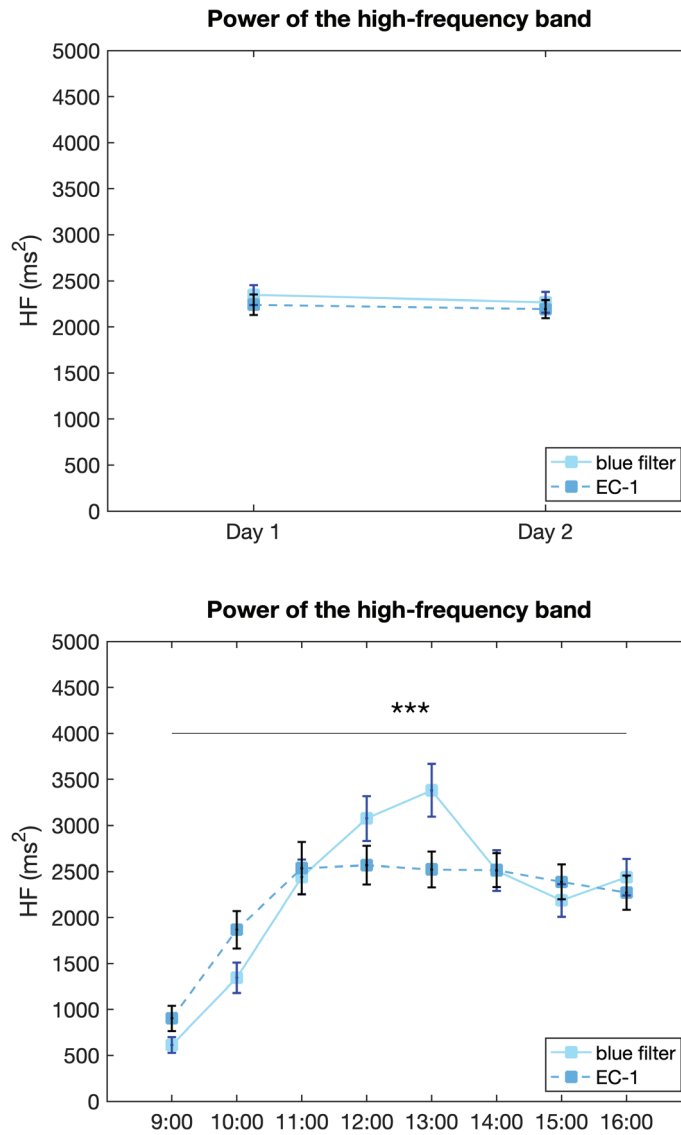 Power of the high-frequency band
5000
4500
4000
3500
3000
2500
2000
1500
1000
500
0
HF (ms²)
Day 1
Day 2
blue filter
EC-1
Power of the high-frequency band
5000
4500
4000
3500
3000
2500
2000
1500
1000
500
0
HF (ms²)
***
blue filter
EC-1
9:00 10:00 11:00 12:00 13:00 14:00 15:00 16:00